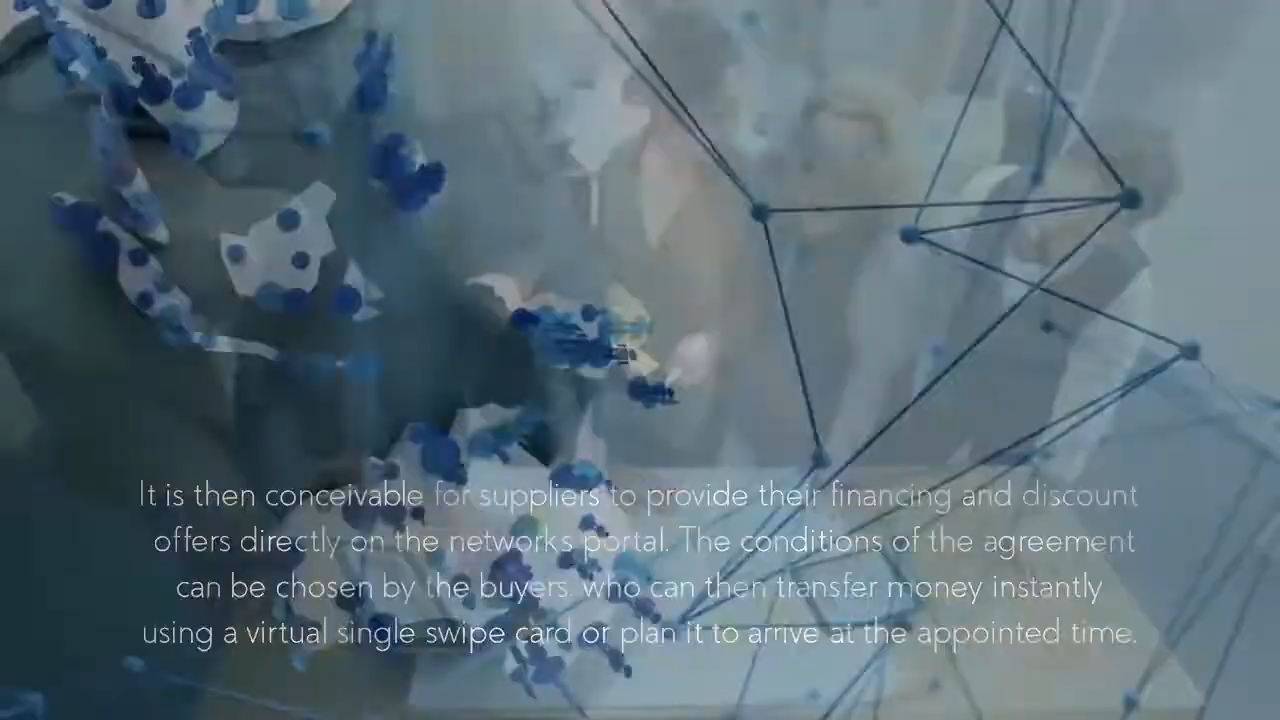 It is then conceivable for suppliers to provide their financing and discount
offers directly on the networks portal. The conditions of the agreement
can be chosen by the buyers. who can then transfer money instantly
using a virtual single swipe card or plan it to arrive at the appointed time.